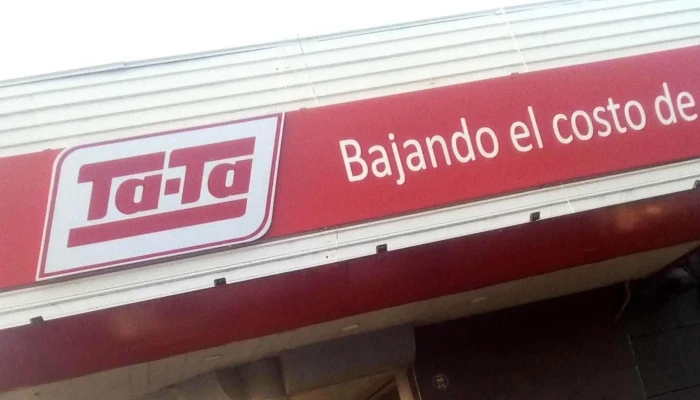 Ta-Ta
Bajando el costo de